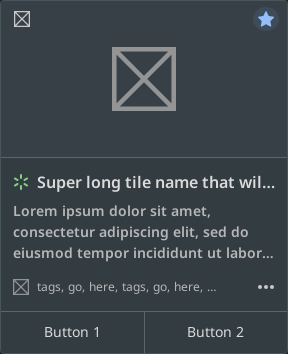 Super long tile name that wil...
Lorem ipsum dolor sit amet,
consectetur adipiscing elit, sed do
eiusmod tempor incididunt ut labor...
tags, go, here, tags, go, here, ...
Button 1
Button 2